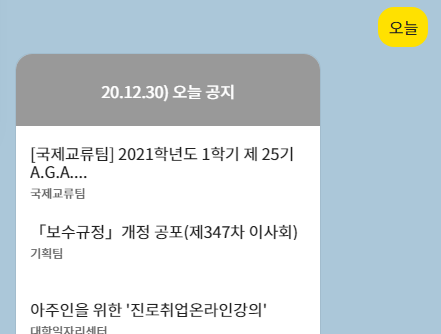 오늘
20.12.30) 오늘 공지
[국제교류팀] 2021학년도 1학기 제 25기
A.G.A....
국제교류팀
「보수규정」개정 공포(제347차 이사회)
기획팀
아주인을 위한 '진로취업온라인강의'
대학일자리센터